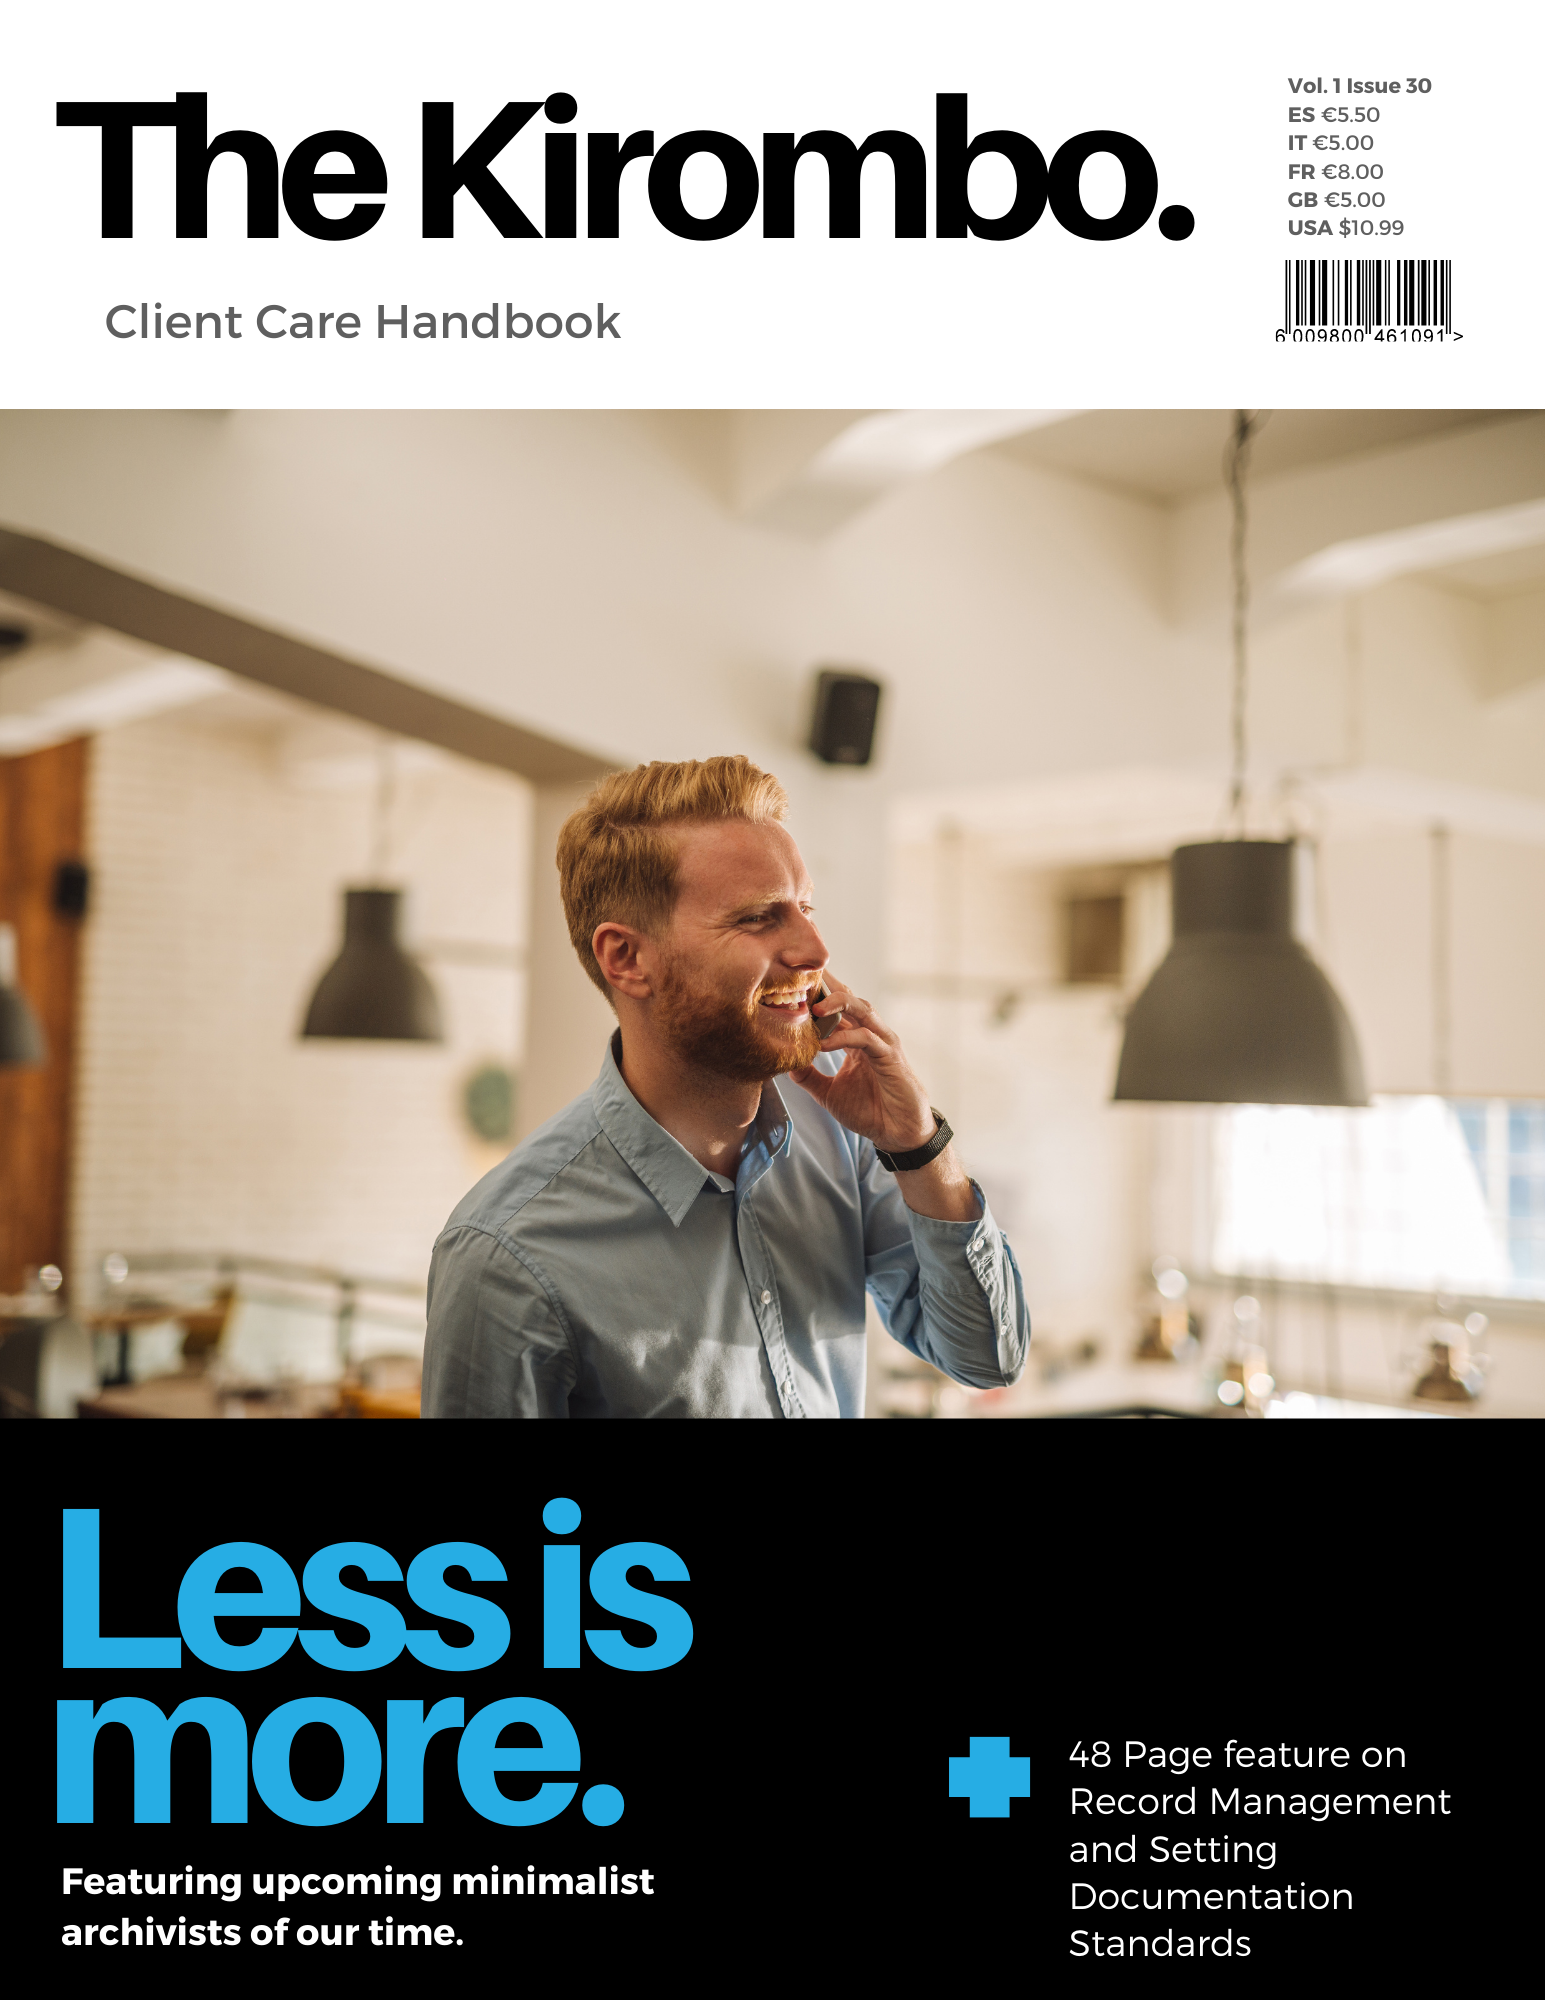 The Kirombo.
Client Care Handbook
Vol. 1 Issue 30
ES €5.50
IT €5.00
FR €8.00
GB €5.00
USA $10.99
6 009800 461091 >
Less is
more.
Featuring upcoming minimalist
archivists of our time.
48 Page feature on
Record Management
and Setting
Documentation
Standards